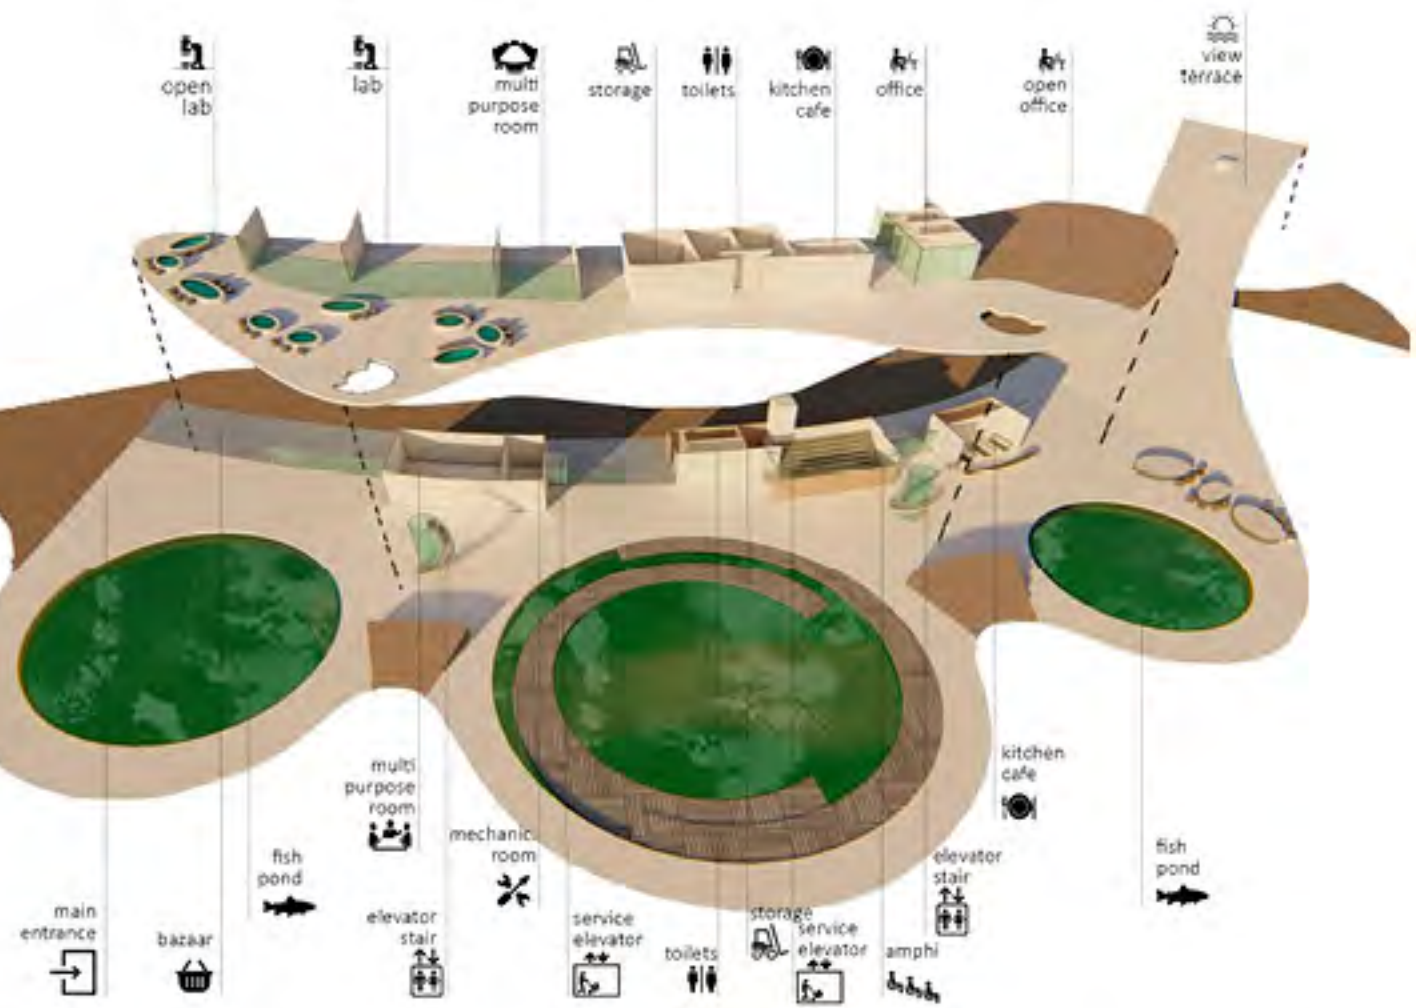 open
lab
lab
multi
purpose
room
storage
toilets
kitchen
cafe
office
open
office
view
terrace
multi
purpose
room
kitchen
cafe
mechanic.
room
fish
pond
elevator
stair
fish
pond
main
entrance
bazaar
elevator
stair
service
elevator
toilets
storage
service
elevator
amphi